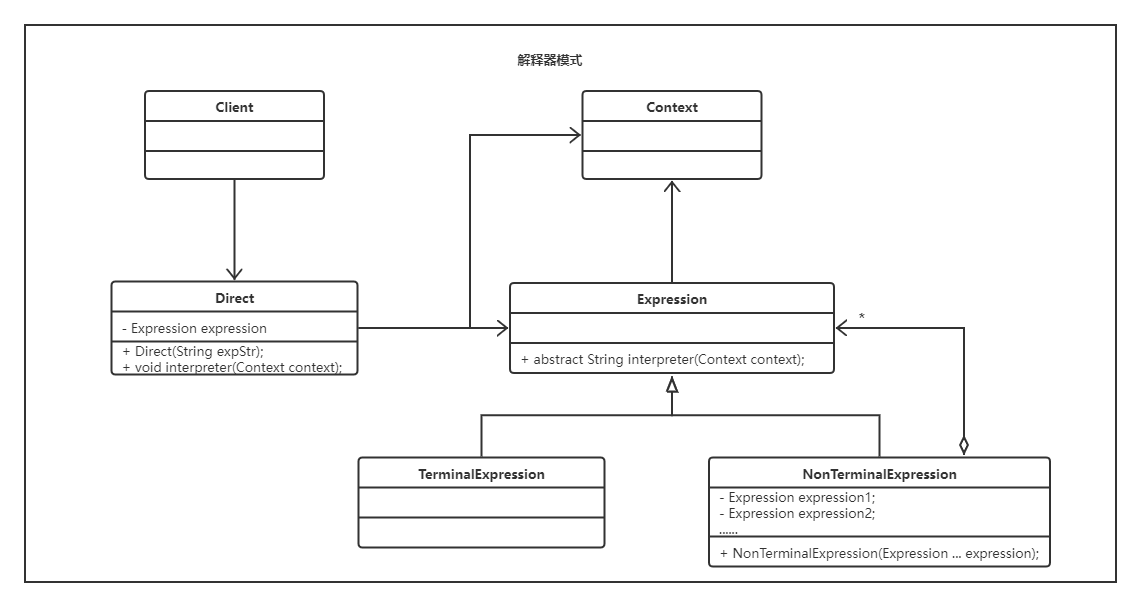 解释器模式
Client
Context
Direct
- Expression expression
+ Direct(String expStr);
+ void interpreter(Context context);
Expression
+ abstract String interpreter(Context context);
*
TerminalExpression
NonTerminalExpression
- Expression expression1;
- Expression expression2;
......
+ NonTerminalExpression(Expression ... expression);